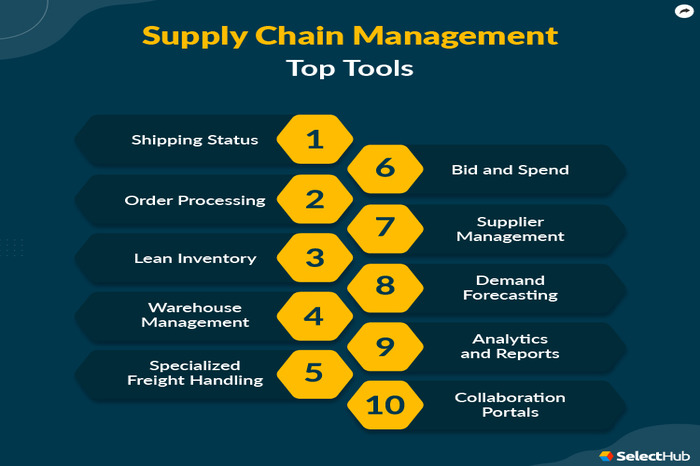 Supply Chain Management
Top Tools
Shipping Status
1
Order Processing
2
Lean Inventory
3
Warehouse
Management
4
Specialized
Freight Handling
5
6
Bid and Spend
7
Supplier
Management
8
Demand
Forecasting
9
Analytics
and Reports
10
Collaboration
Portals
SelectHub